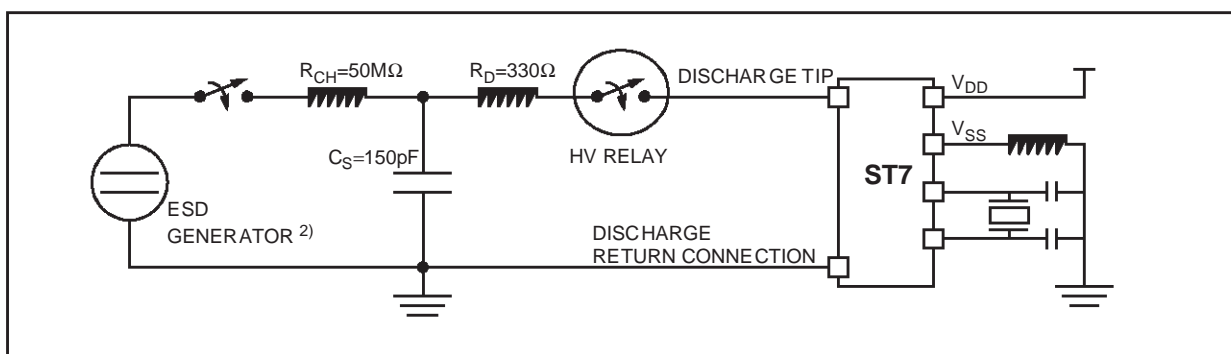 R_CH=50MΩ
R_D=330Ω
DISCHARGE TIP
HV RELAY
C_S=150pF
ESD
GENERATOR 2)
DISCHARGE
RETURN CONNECTION
ST7
V_DD
V_SS